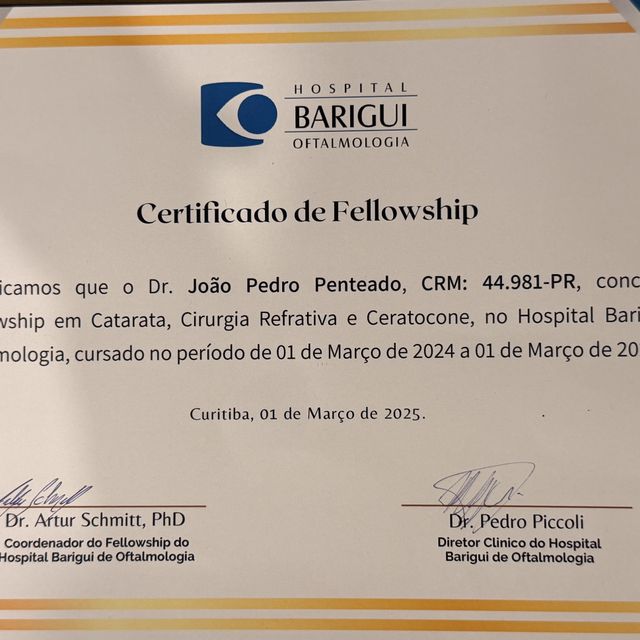 HOSPITAL
BARIGUI
OFTALMOLOGIA
Certificado de Fellowship
icamos que o Dr. João Pedro Penteado, CRM: 44.981-PR, conc
wship em Catarata, Cirurgia Refrativa e Ceratocone, no Hospital Bari
mologia, cursado no período de 01 de Março de 2024 a 01 de Março de 20
Curitiba, 01 de Março de 2025.
Dr. Artur Schmitt, PhD
Coordenador do Fellowship do
Hospital Barigui de Oftalmologia
Dr. Pedro Piccoli
Diretor Clinico do Hospital
Barigui de Oftalmologia